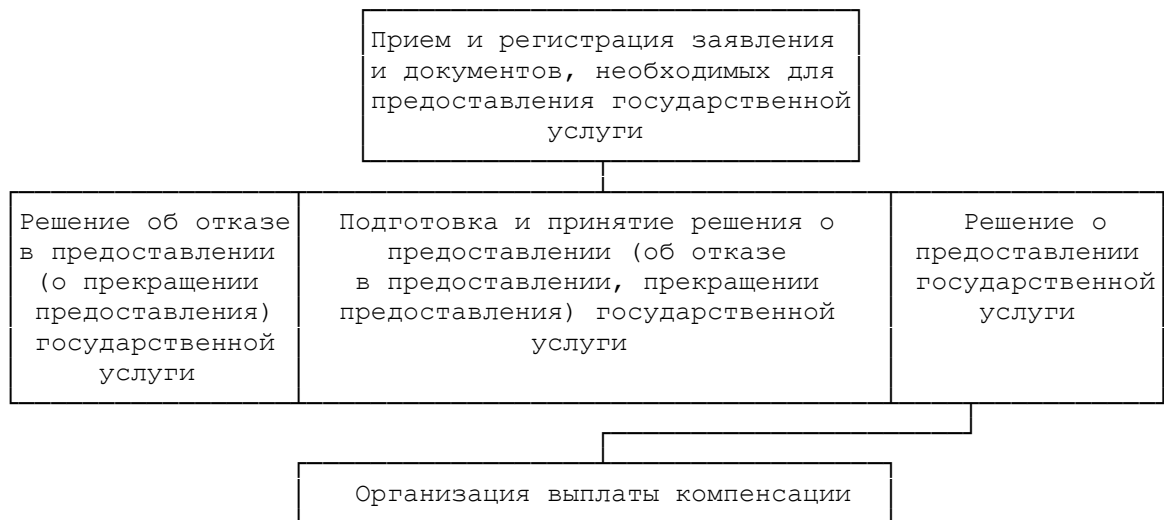 Прием и регистрация заявления
и документов, необходимых для
предоставления государственной
услуги
Решение об отказе
в предоставлении
(о прекращении
предоставления)
государственной
услуги
Подготовка и принятие решения о
предоставлении (об отказе
в предоставлении, прекращении
предоставления) государственной
услуги
Решение о
предоставлении
государственной
услуги
Организация выплаты компенсации